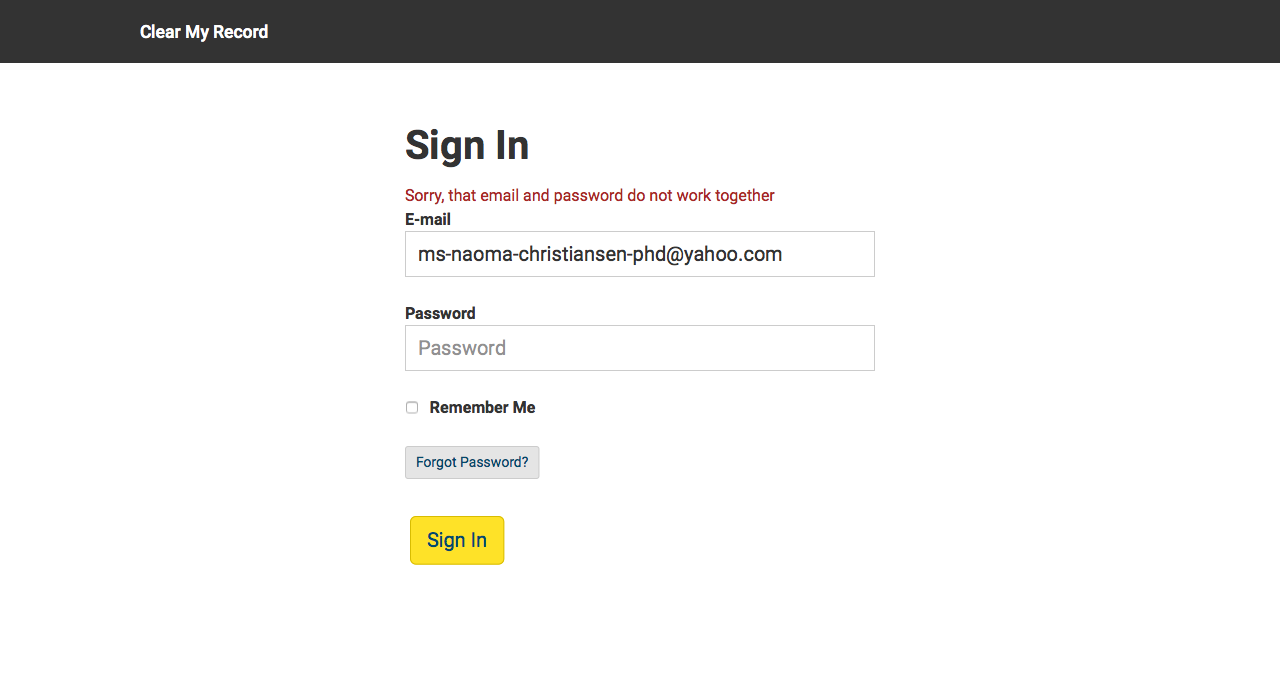 Clear My Record
Sign In
Sorry, that email and password do not work together
E-mail
ms-naoma-christiansen-phd@yahoo.com
Password
Password
Remember Me
Forgot Password?
Sign In